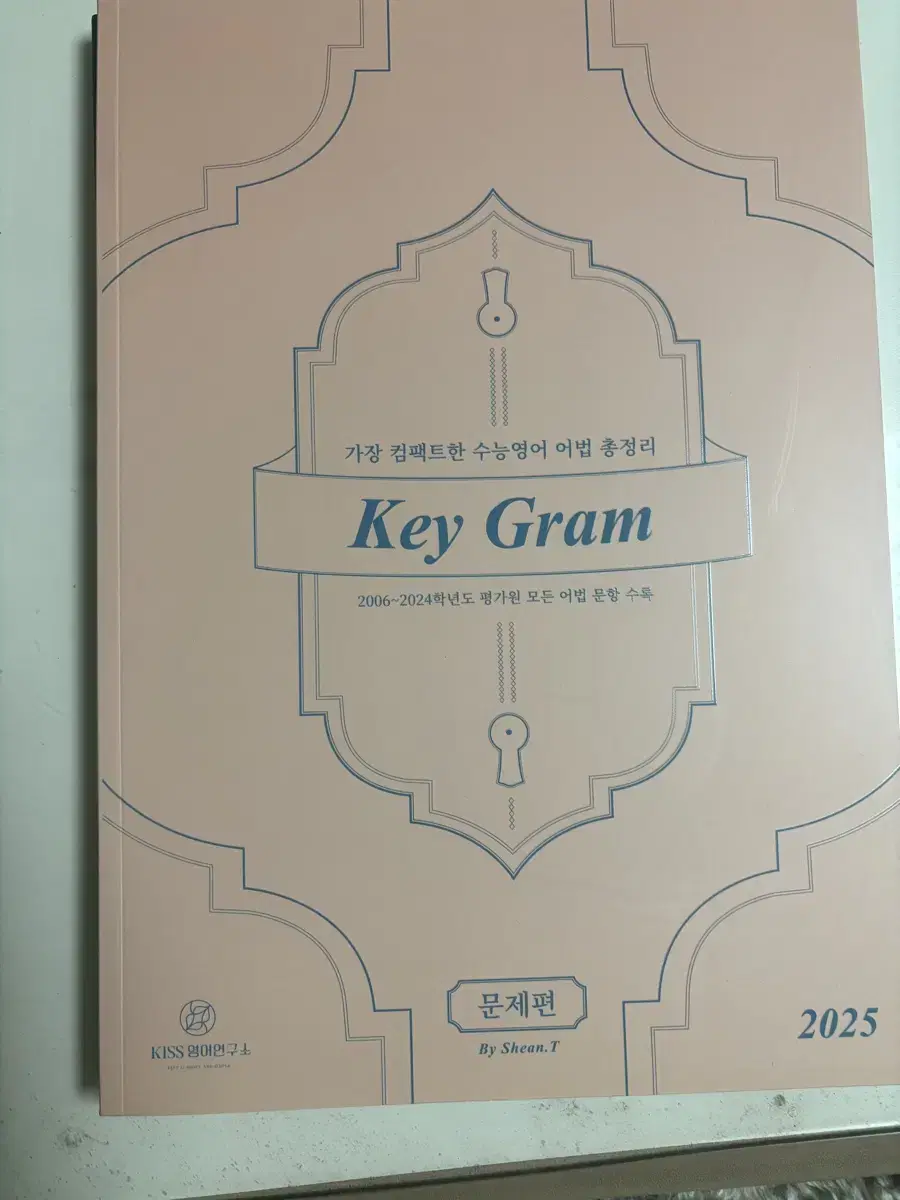 가장 컴팩트한 수능영어 어법 총정리
Key Gram
2006~2024학년도 평가원 모든 어법 문항 수록
문제편
By Shean.T
KISS 영어연구소
2025